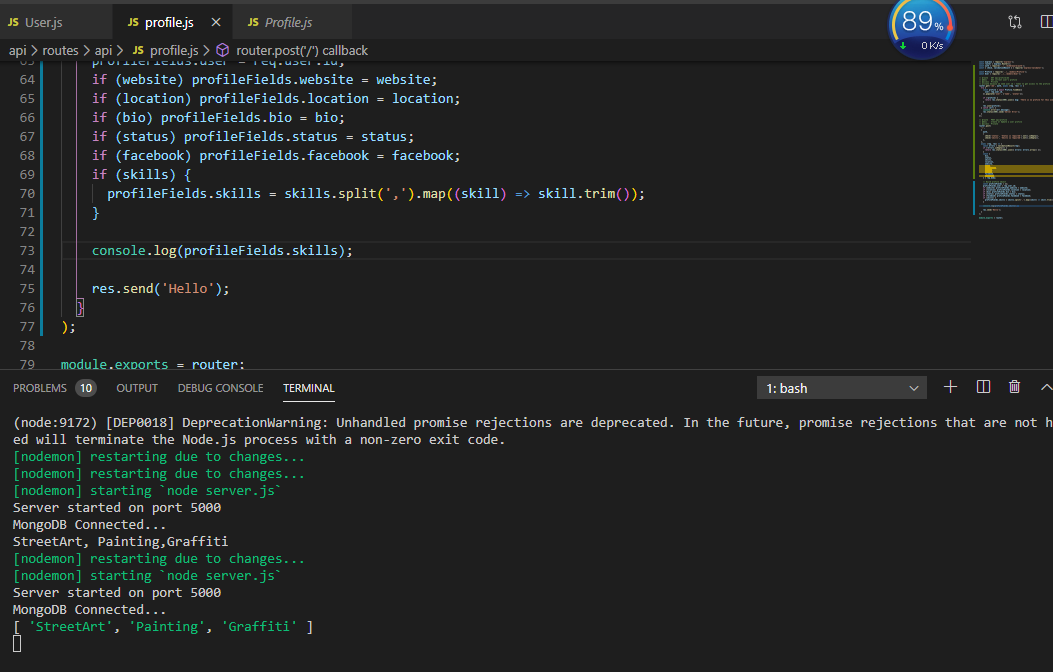 JS User.js
JS profile.js ×
JS Profile.js
89%
0K/s
api > routes > api > JS profile.js > router.post('/') callback
63 profileFields.user = req.user.id;
64 if (website) profileFields.website = website;
65 if (location) profileFields.location = location;
66 if (bio) profileFields.bio = bio;
67 if (status) profileFields.status = status;
68 if (facebook) profileFields.facebook = facebook;
69 if (skills) {
70 profileFields.skills = skills.split(',').map((skill) => skill.trim());
71 }
72
73 console.log(profileFields.skills);
74
75 res.send('Hello');
76 }
77 );
78
79 module.exports = router;
PROBLEMS 10 OUTPUT DEBUG CONSOLE TERMINAL 1: bash
(node:9172) [DEP0018] DeprecationWarning: Unhandled promise rejections are deprecated. In the future, promise rejections that are not h
ed will terminate the Node.js process with a non-zero exit code.
[nodemon] restarting due to changes...
[nodemon] restarting due to changes...
[nodemon] starting `node server.js`
Server started on port 5000
MongoDB Connected...
StreetArt, Painting,Graffiti
[nodemon] restarting due to changes...
[nodemon] starting `node server.js`
Server started on port 5000
MongoDB Connected...
[ 'StreetArt', 'Painting', 'Graffiti' ]